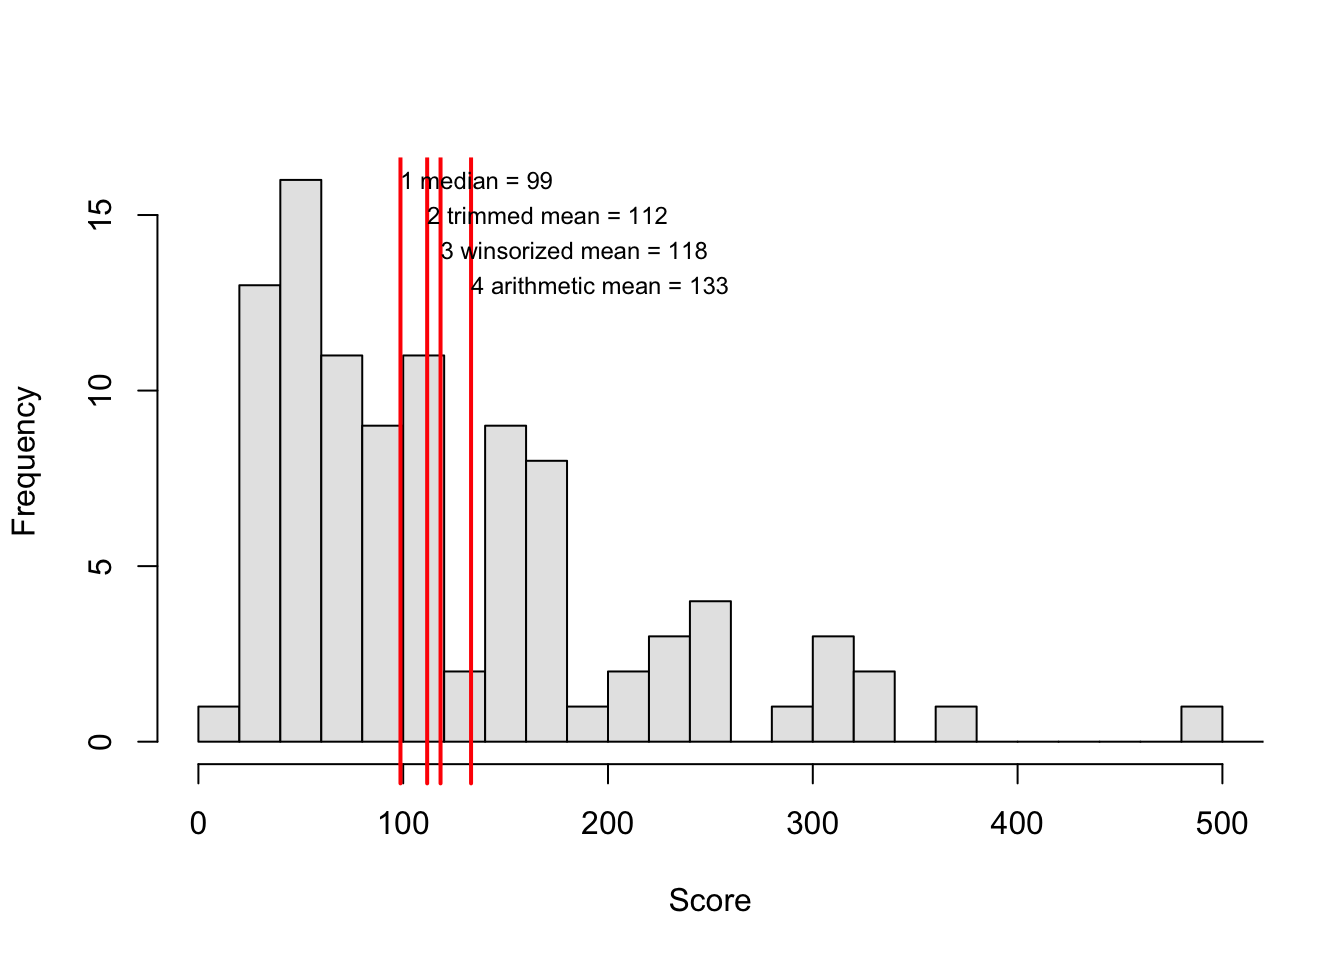 1 median = 99
2 trimmed mean = 112
3 winsorized mean = 118
4 arithmetic mean = 133
15
10
5
0
Frequency
0 100 200 300 400 500
Score